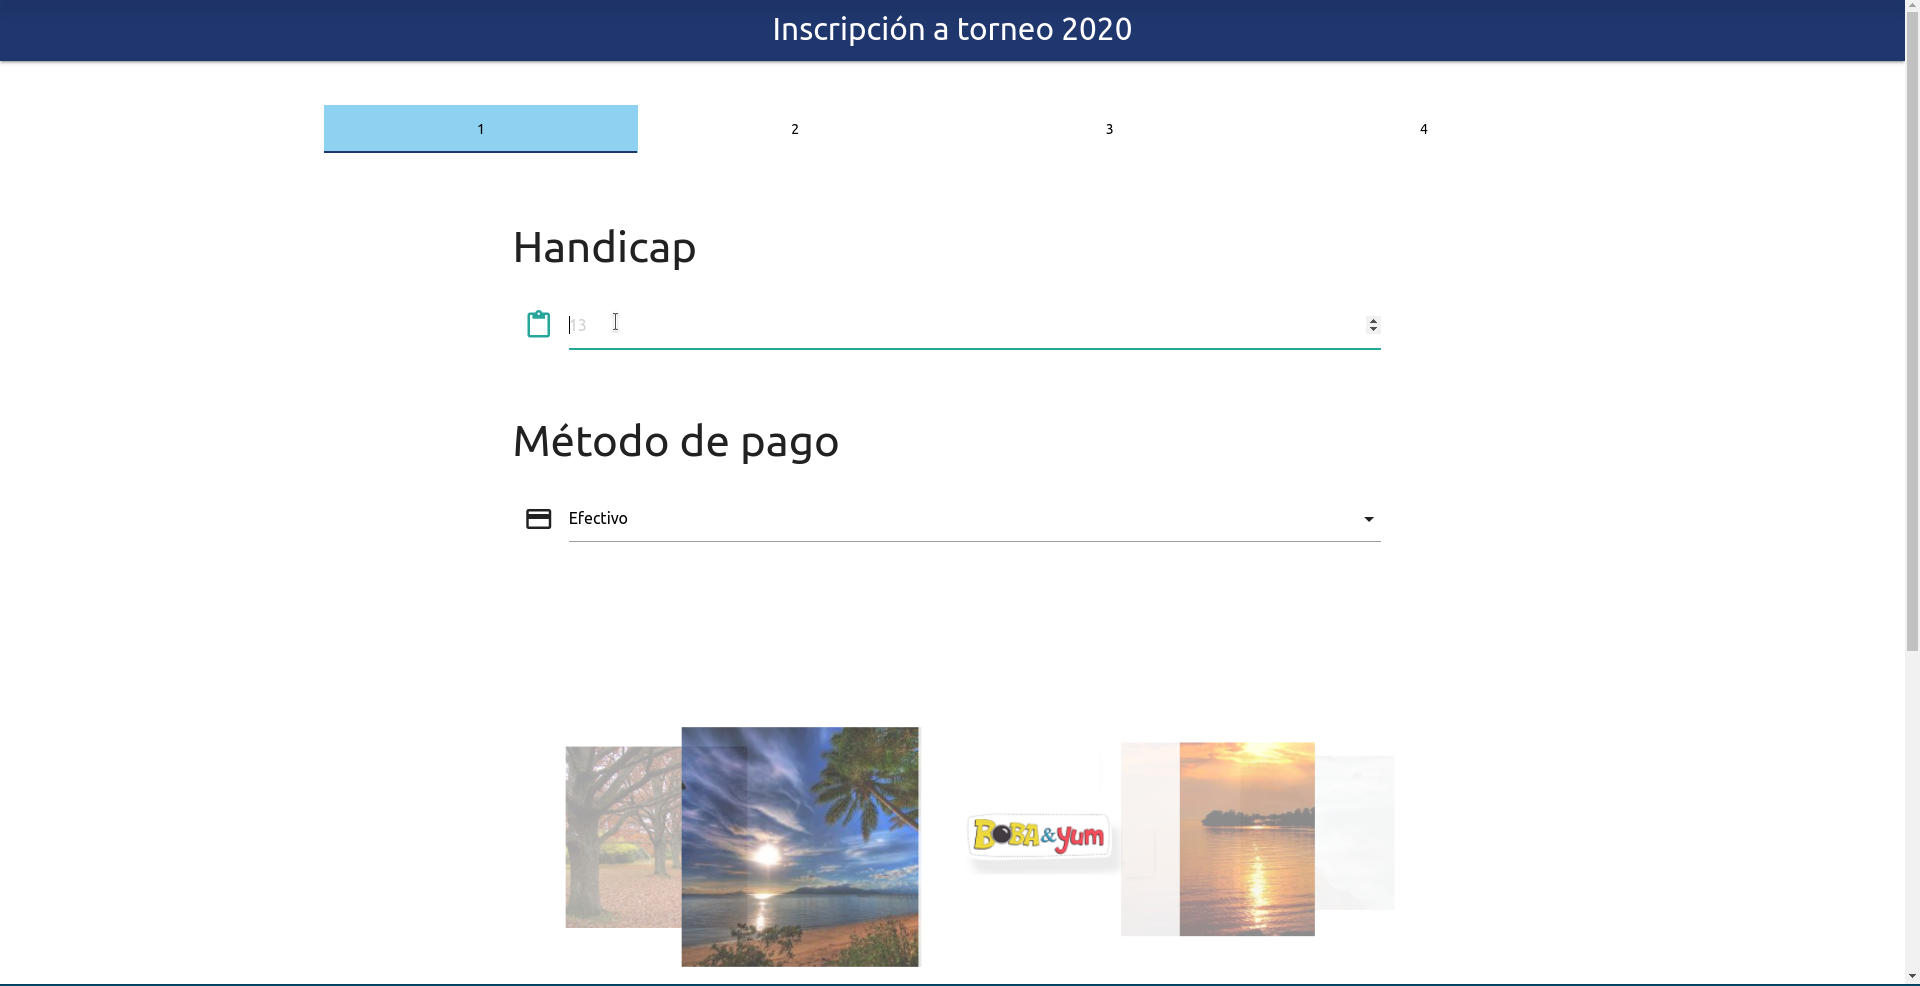 Inscripción a torneo 2020
1 2 3 4
Handicap
13
Método de pago
Efectivo
BOBA&yum